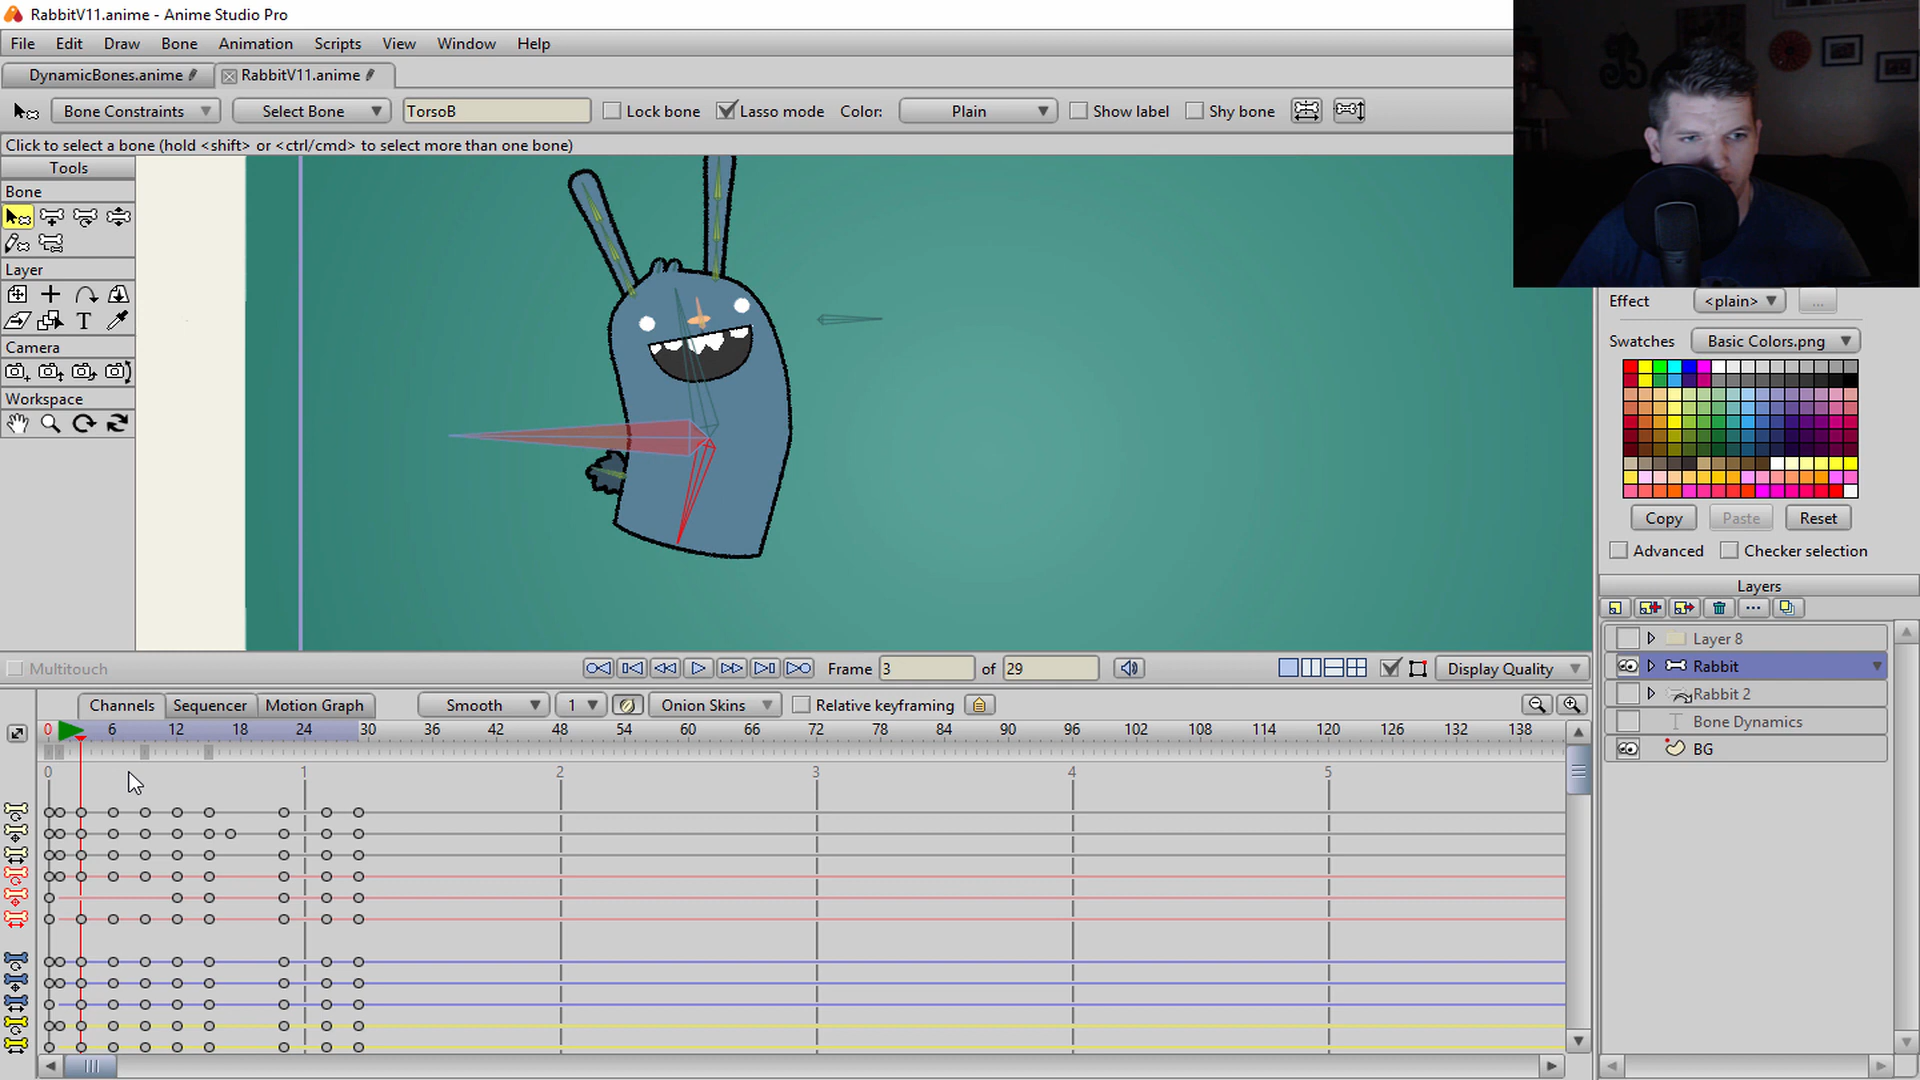 RabbitV11.anime - Anime Studio Pro
File Edit Draw Bone Animation Scripts View Window Help
DynamicBones.anime RabbitV11.anime
Bone Constraints Select Bone TorsoB Lock bone Lasso mode Color: Plain Show label Shy bone
Click to select a bone (hold <shift> or <ctrl/cmd> to select more than one bone)
Tools
Bone
Layer
T
Camera
Workspace
Effect <plain> ...
Swatches Basic Colors.png
Copy Paste Reset
Advanced Checker selection
Layers
Layer 8
Rabbit
Rabbit 2
Bone Dynamics
BG
Multitouch Frame 3 of 29 Display Quality
Channels Sequencer Motion Graph Smooth 1 Onion Skins Relative keyframing
0 6 12 18 24 30 36 42 48 54 60 66 72 78 84 90 96 102 108 114 120 126 132 138
0 1 2 3 4 5